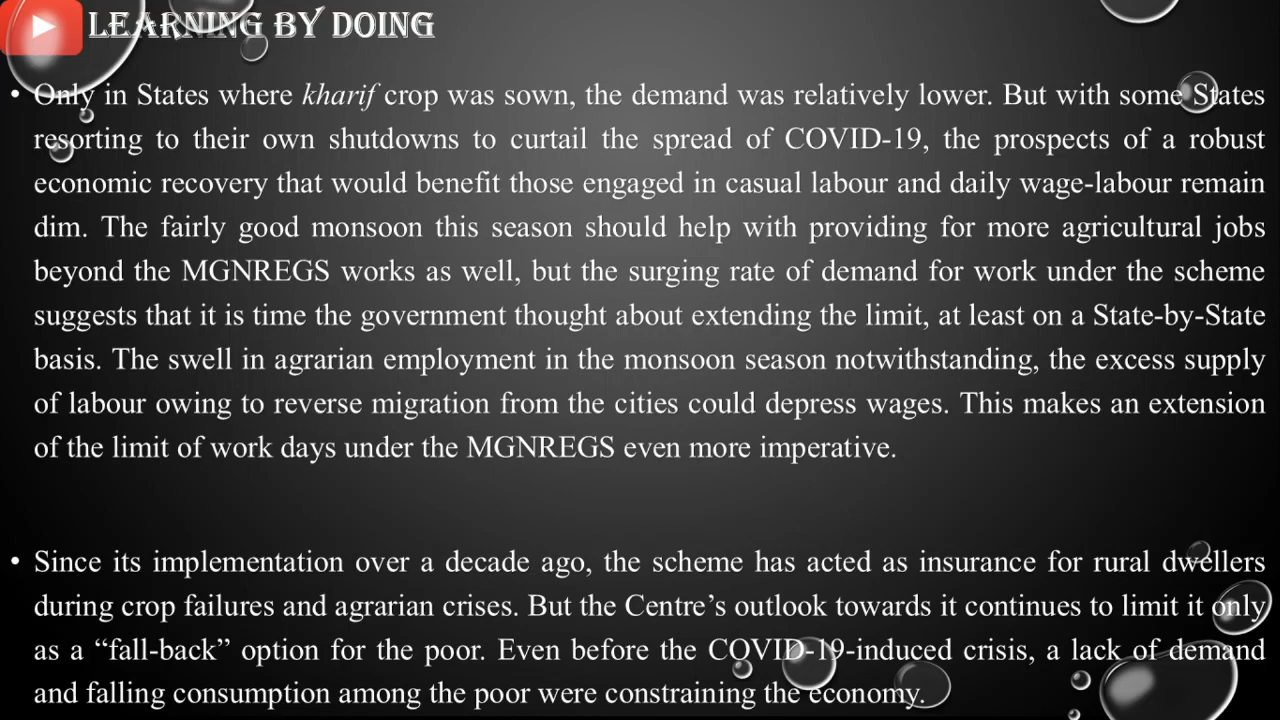 LEARNING BY DOING
• Only in States where kharif crop was sown, the demand was relatively lower. But with some States
resorting to their own shutdowns to curtail the spread of COVID-19, the prospects of a robust
economic recovery that would benefit those engaged in casual labour and daily wage-labour remain
dim. The fairly good monsoon this season should help with providing for more agricultural jobs
beyond the MGNREGS works as well, but the surging rate of demand for work under the scheme
suggests that it is time the government thought about extending the limit, at least on a State-by-State
basis. The swell in agrarian employment in the monsoon season notwithstanding, the excess supply
of labour owing to reverse migration from the cities could depress wages. This makes an extension
of the limit of work days under the MGNREGS even more imperative.
• Since its implementation over a decade ago, the scheme has acted as insurance for rural dwellers
during crop failures and agrarian crises. But the Centre’s outlook towards it continues to limit it only
as a “fall-back” option for the poor. Even before the COVID-19-induced crisis, a lack of demand
and falling consumption among the poor were constraining the economy.